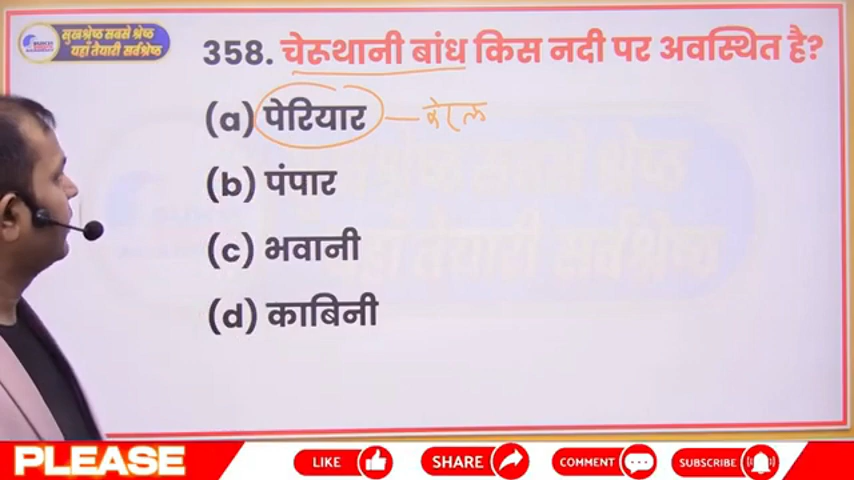 सुखश्रेष्ठ सबसे श्रेष्ठ
यहाँ तैयारी सर्वश्रेष्ठ
358. चेरूथानी बांध किस नदी पर अवस्थित है?
(a) पेरियार — केरल
(b) पंपार
(c) भवानी
(d) काबिनी
PLEASE
LIKE
SHARE
COMMENT
SUBSCRIBE